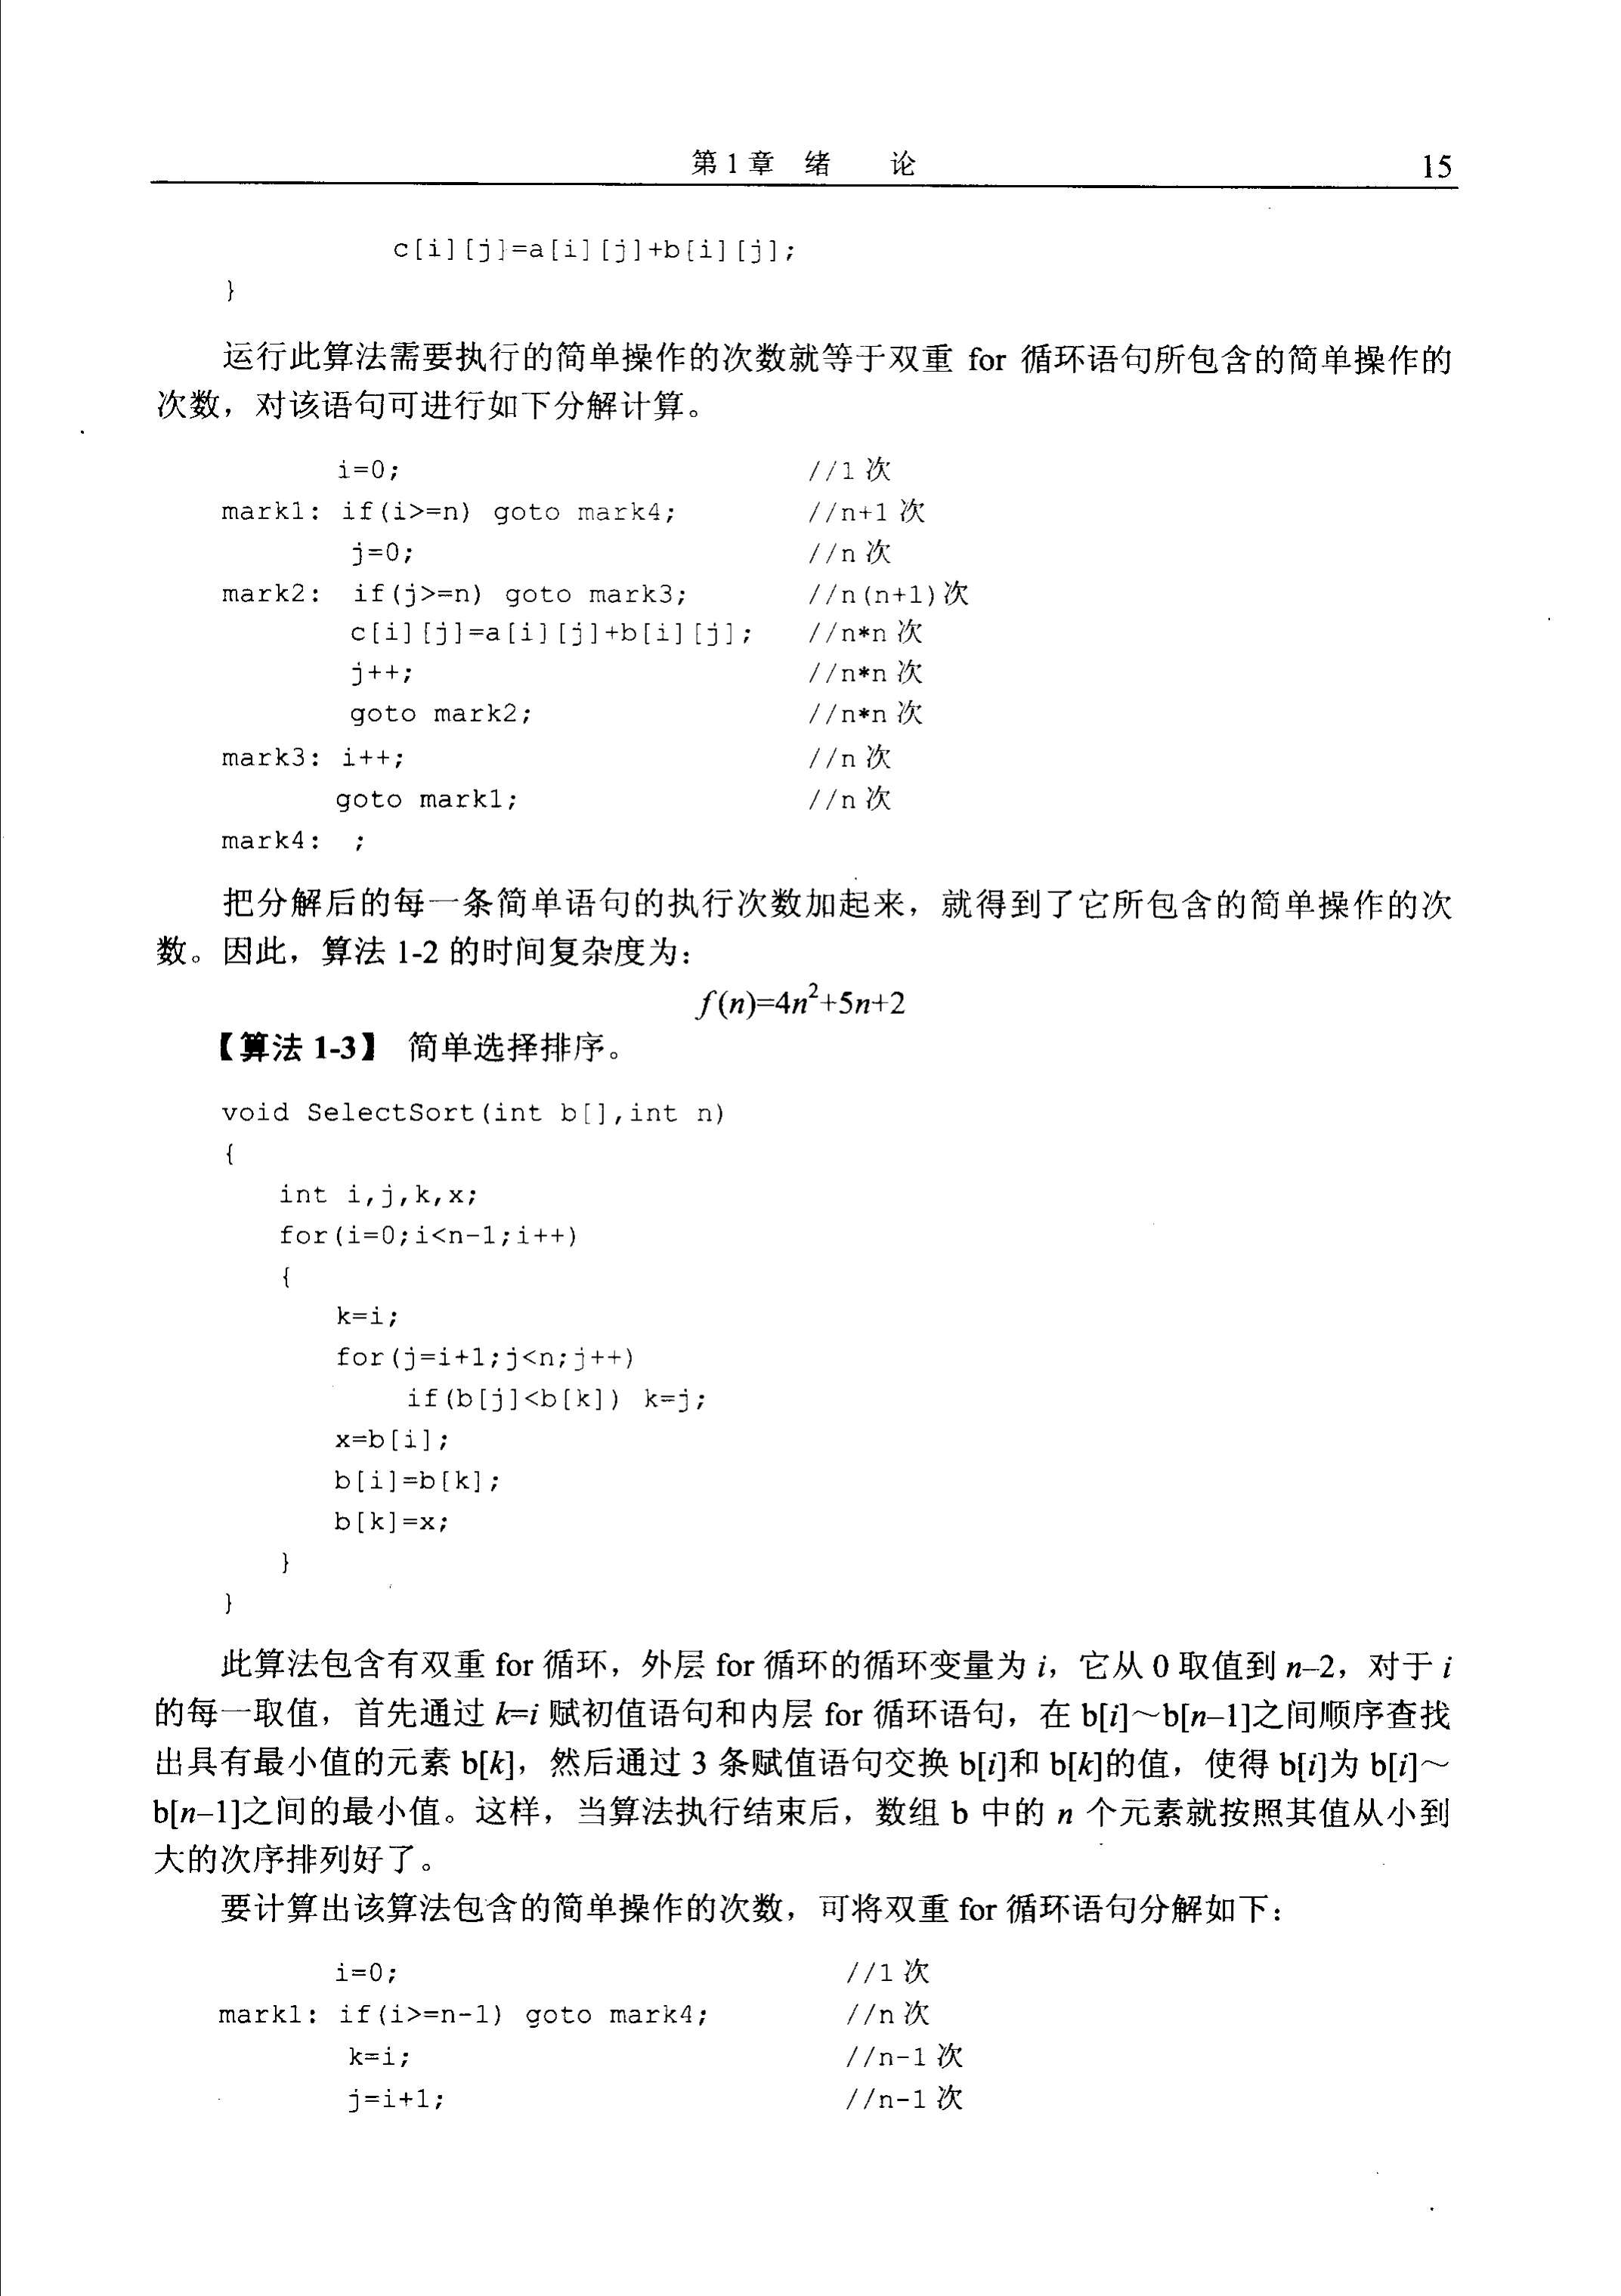 第1章 绪 论 15
c[i][j]=a[i][j]+b[i][j];
}
运行此算法需要执行的简单操作的次数就等于双重 for 循环语句所包含的简单操作的
次数，对该语句可进行如下分解计算。
i=0; //1 次
mark1: if(i>=n) goto mark4; //n+1 次
j=0; //n 次
mark2: if(j>=n) goto mark3; //n(n+1)次
c[i][j]=a[i][j]+b[i][j]; //n*n 次
j++; //n*n 次
goto mark2; //n*n 次
mark3: i++; //n 次
goto mark1; //n 次
mark4: ;
把分解后的每一条简单语句的执行次数加起来，就得到了它所包含的简单操作的次
数。因此，算法 1-2 的时间复杂度为：
f(n)=4n²+5n+2
【算法 1-3】 简单选择排序。
void SelectSort(int b[],int n)
{
int i,j,k,x;
for(i=0;i<n-1;i++)
{
k=i;
for(j=i+1;j<n;j++)
if(b[j]<b[k]) k=j;
x=b[i];
b[i]=b[k];
b[k]=x;
}
}
此算法包含有双重 for 循环，外层 for 循环的循环变量为 i，它从 0 取值到 n–2，对于 i
的每一取值，首先通过 k=i 赋初值语句和内层 for 循环语句，在 b[i]～b[n–1]之间顺序查找
出具有最小值的元素 b[k]，然后通过 3 条赋值语句交换 b[i]和 b[k]的值，使得 b[i]为 b[i]～
b[n–1]之间的最小值。这样，当算法执行结束后，数组 b 中的 n 个元素就按照其值从小到
大的次序排列好了。
要计算出该算法包含的简单操作的次数，可将双重 for 循环语句分解如下：
i=0; //1 次
mark1: if(i>=n-1) goto mark4; //n 次
k=i; //n-1 次
j=i+1; //n-1 次